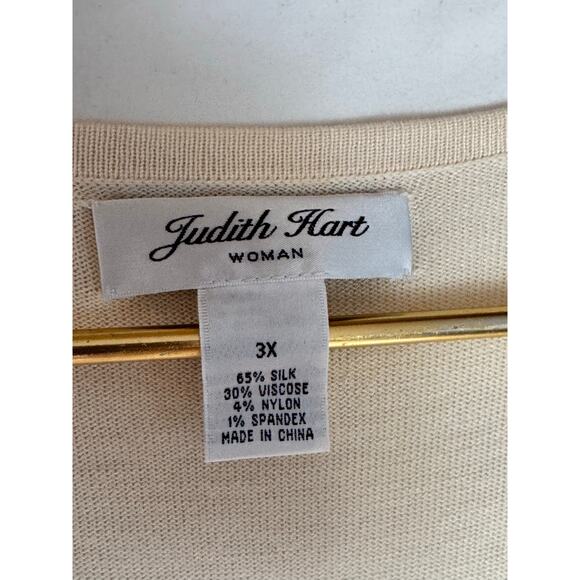 Judith Hart
WOMAN
3X
65% SILK
30% VISCOSE
4% NYLON
1% SPANDEX
MADE IN CHINA